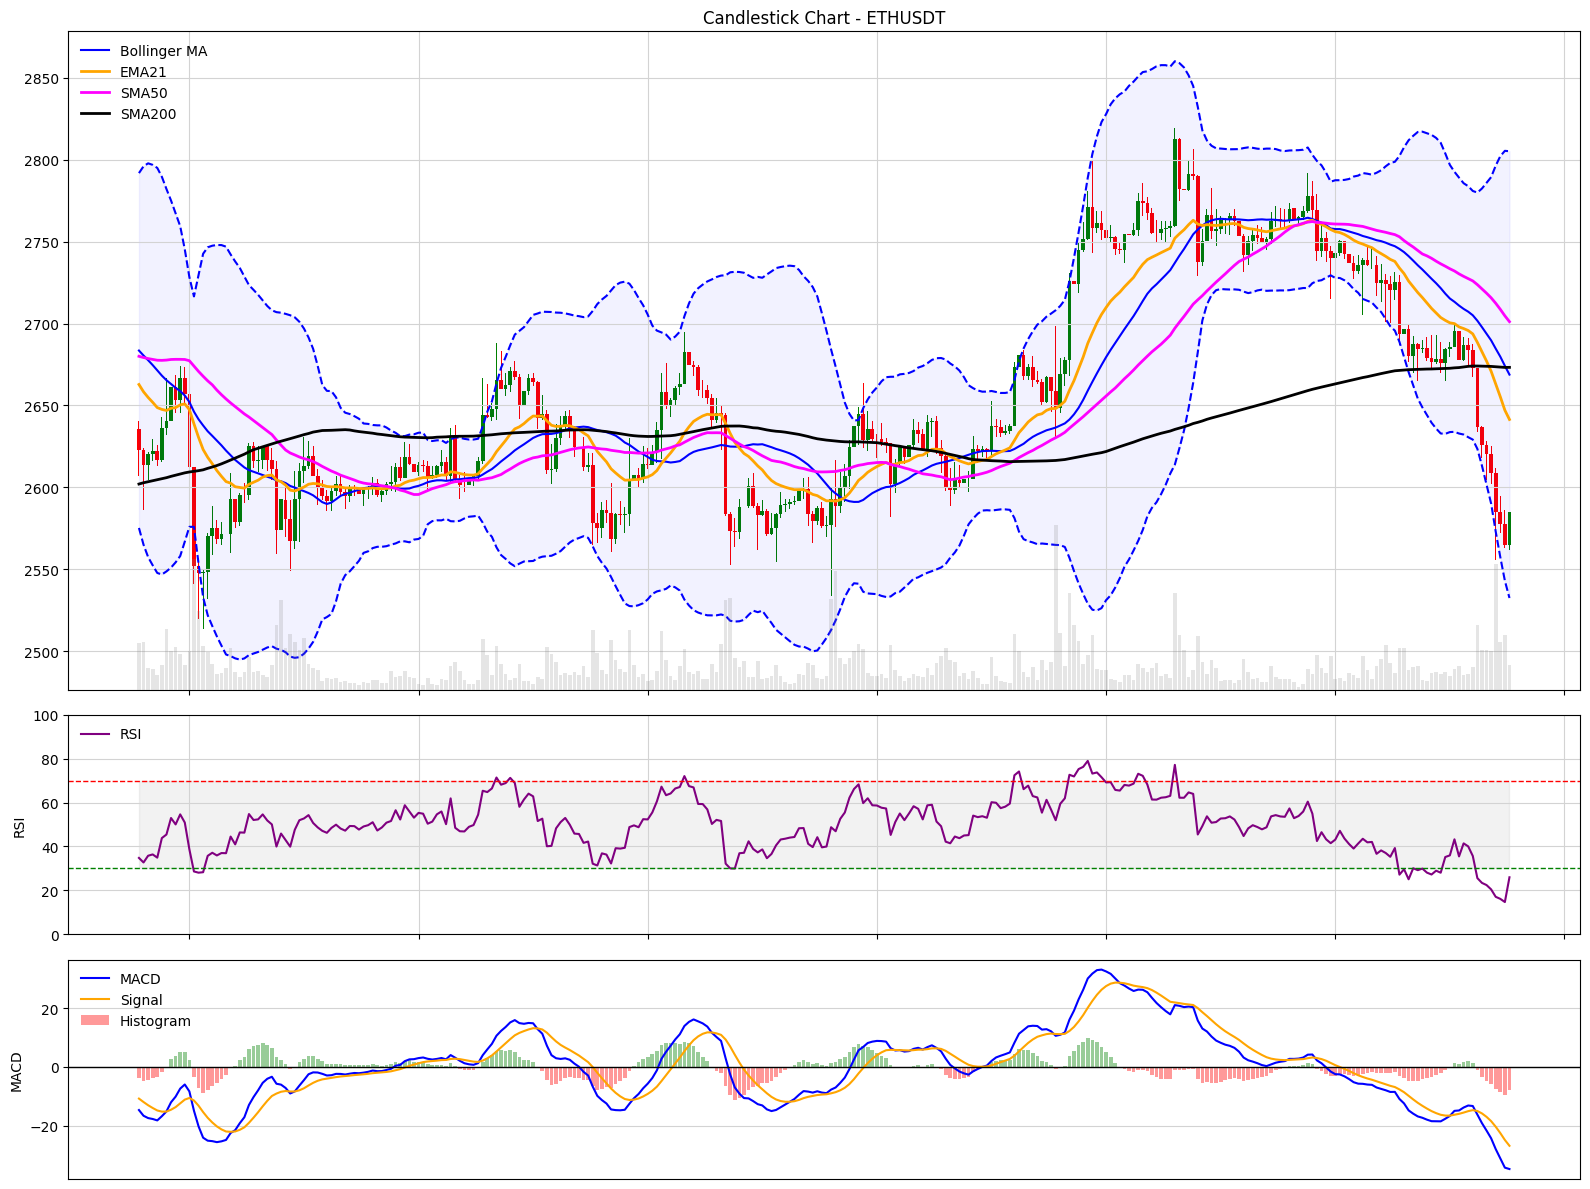 Candlestick Chart - ETHUSDT
Bollinger MA
EMA21
SMA50
SMA200
2850
2800
2750
2700
2650
2600
2550
2500
RSI
100
80
60
40
20
0
RSI
MACD
Signal
Histogram
20
0
−20
MACD